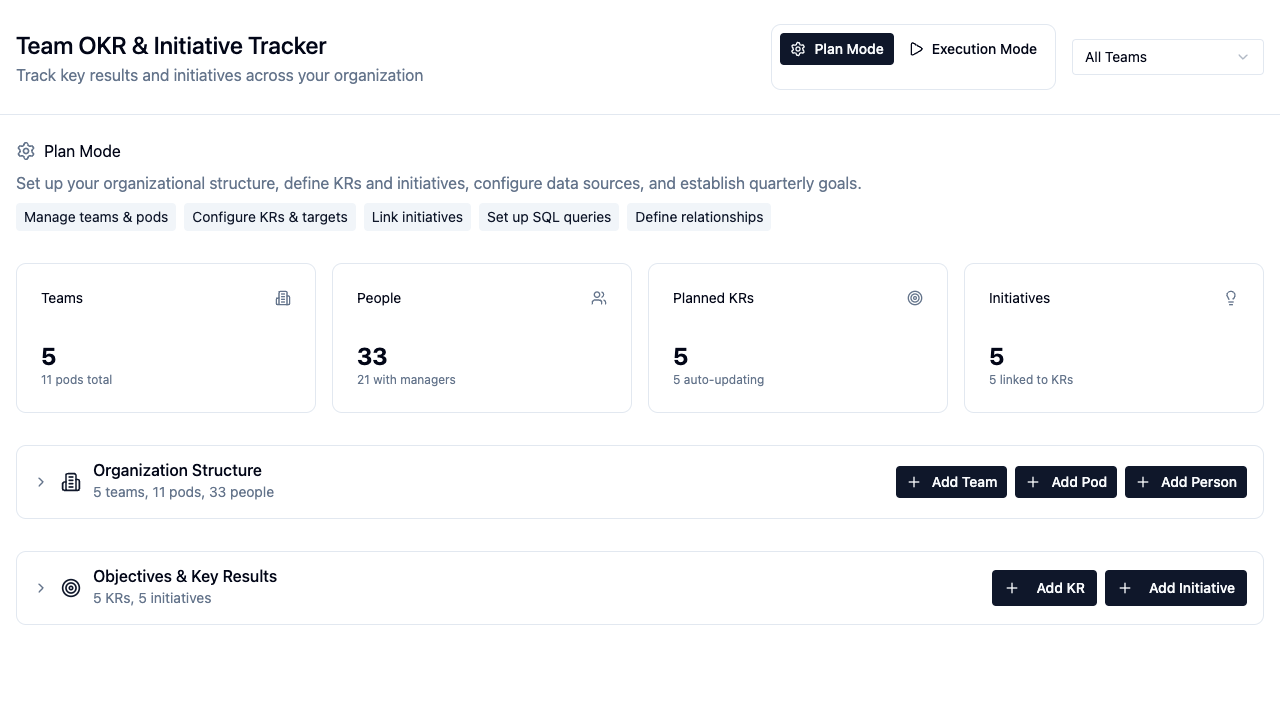 Team OKR & Initiative Tracker
Track key results and initiatives across your organization
Plan Mode
Execution Mode
All Teams
Plan Mode
Set up your organizational structure, define KRs and initiatives, configure data sources, and establish quarterly goals.
Manage teams & pods
Configure KRs & targets
Link initiatives
Set up SQL queries
Define relationships
Teams
5
11 pods total
People
33
21 with managers
Planned KRs
5
5 auto-updating
Initiatives
5
5 linked to KRs
Organization Structure
5 teams, 11 pods, 33 people
Add Team
Add Pod
Add Person
Objectives & Key Results
5 KRs, 5 initiatives
Add KR
Add Initiative